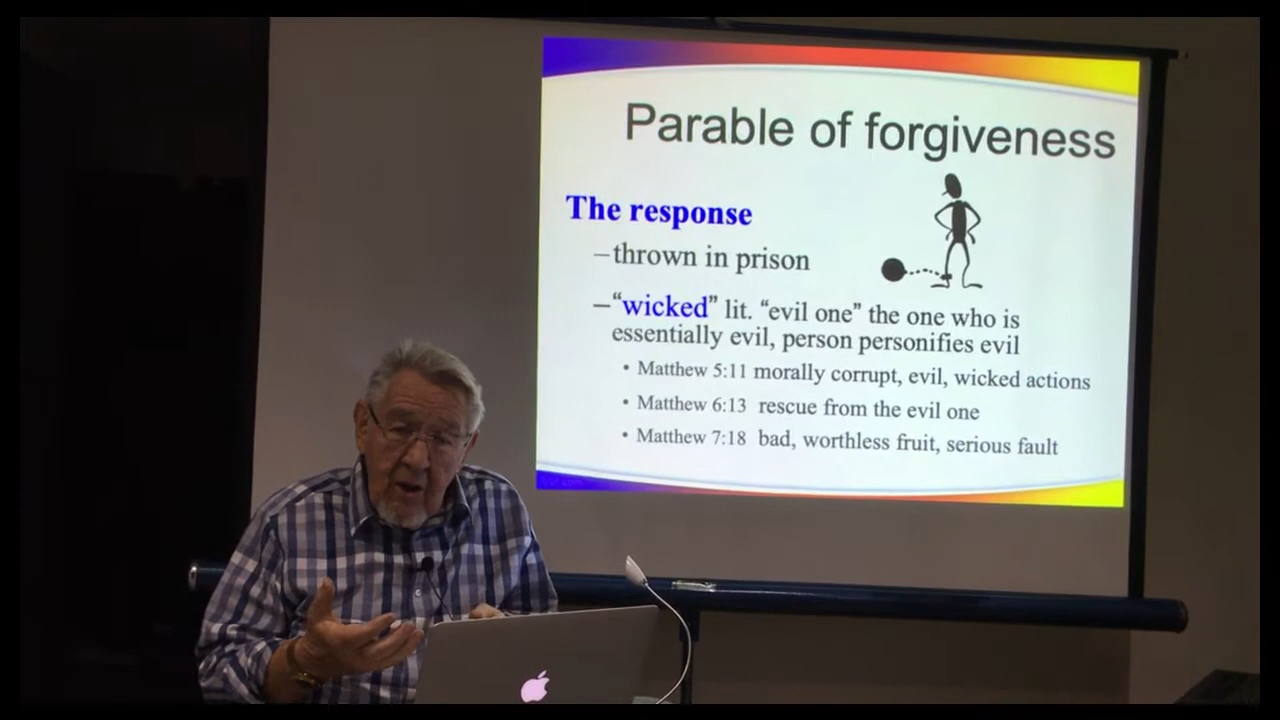 Parable of forgiveness
The response
–thrown in prison
–“wicked” lit. “evil one” the one who is
essentially evil, person personifies evil
• Matthew 5:11 morally corrupt, evil, wicked actions
• Matthew 6:13 rescue from the evil one
• Matthew 7:18 bad, worthless fruit, serious fault